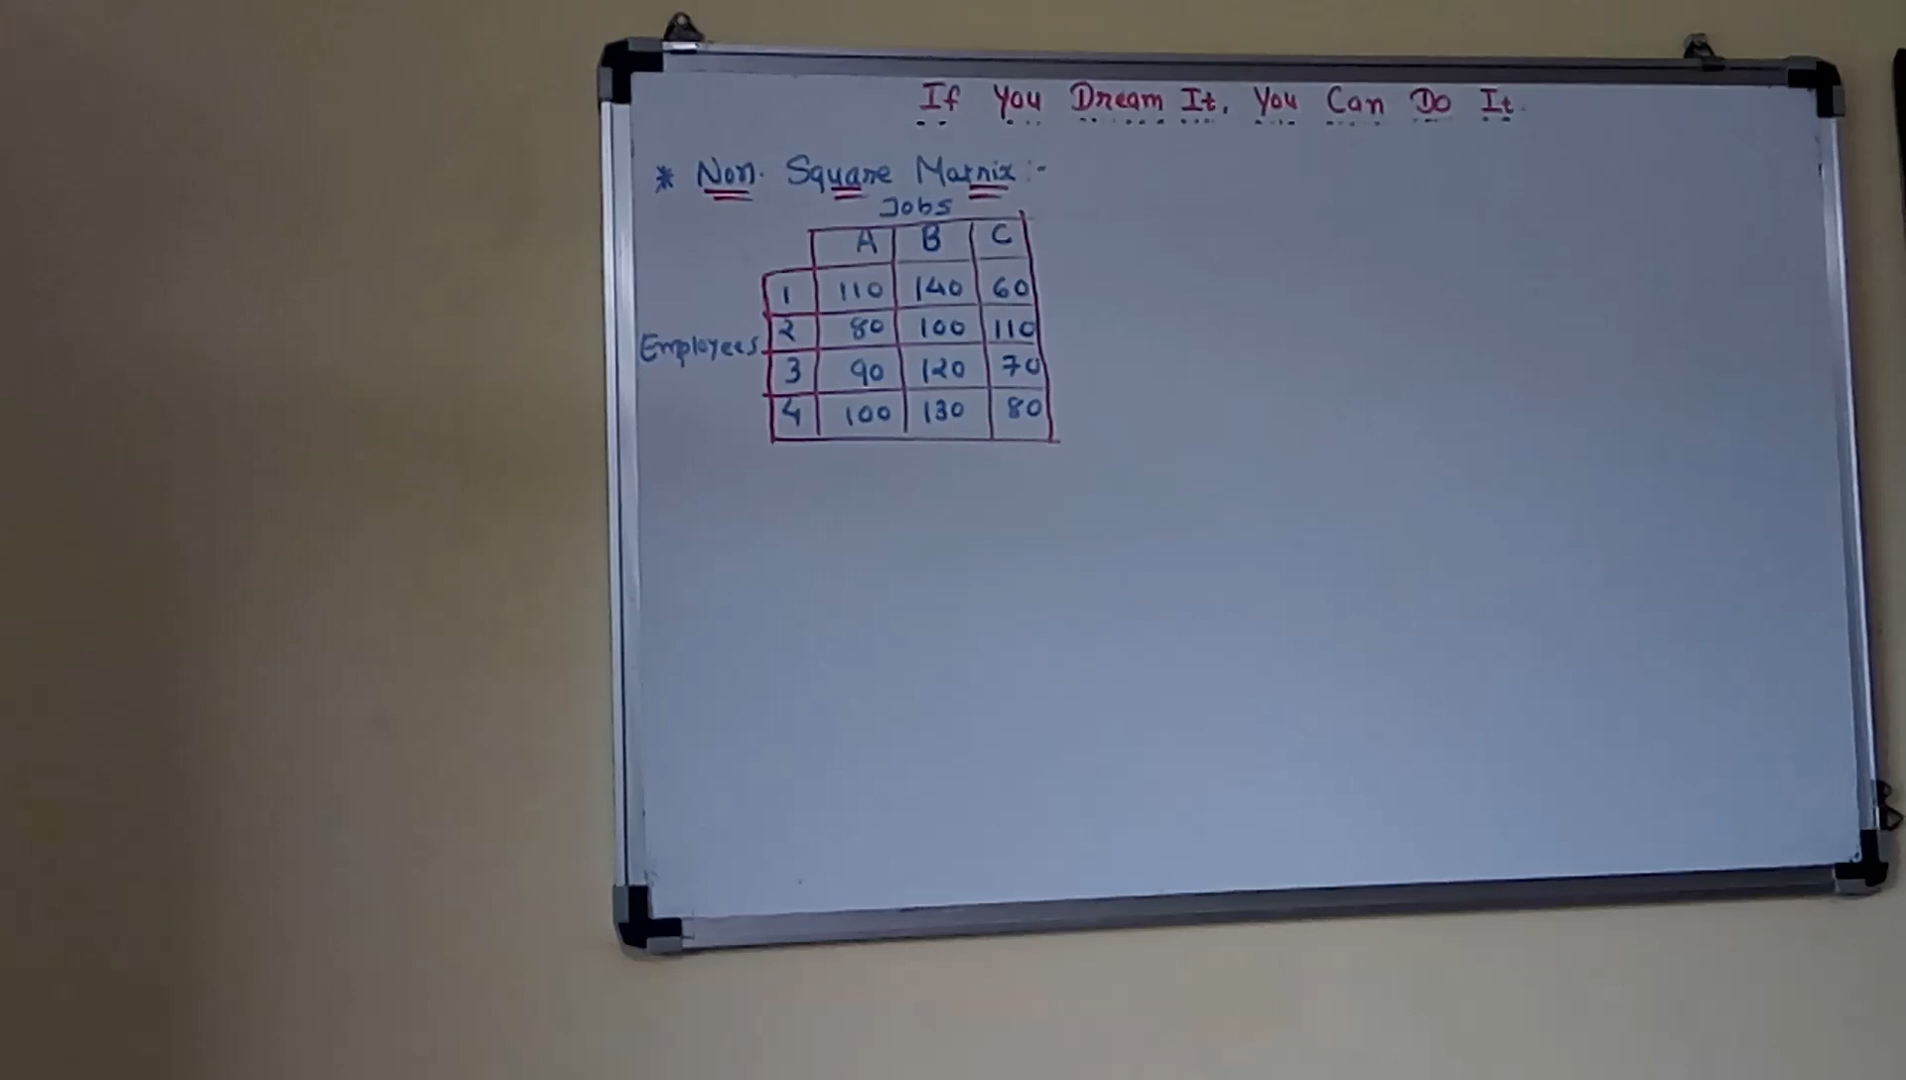 If You Dream It, You Can Do It.
* Non. Square Matrix :-
Jobs
A B C
1 110 140 60
2 80 100 110
Employees
3 90 120 70
4 100 130 80